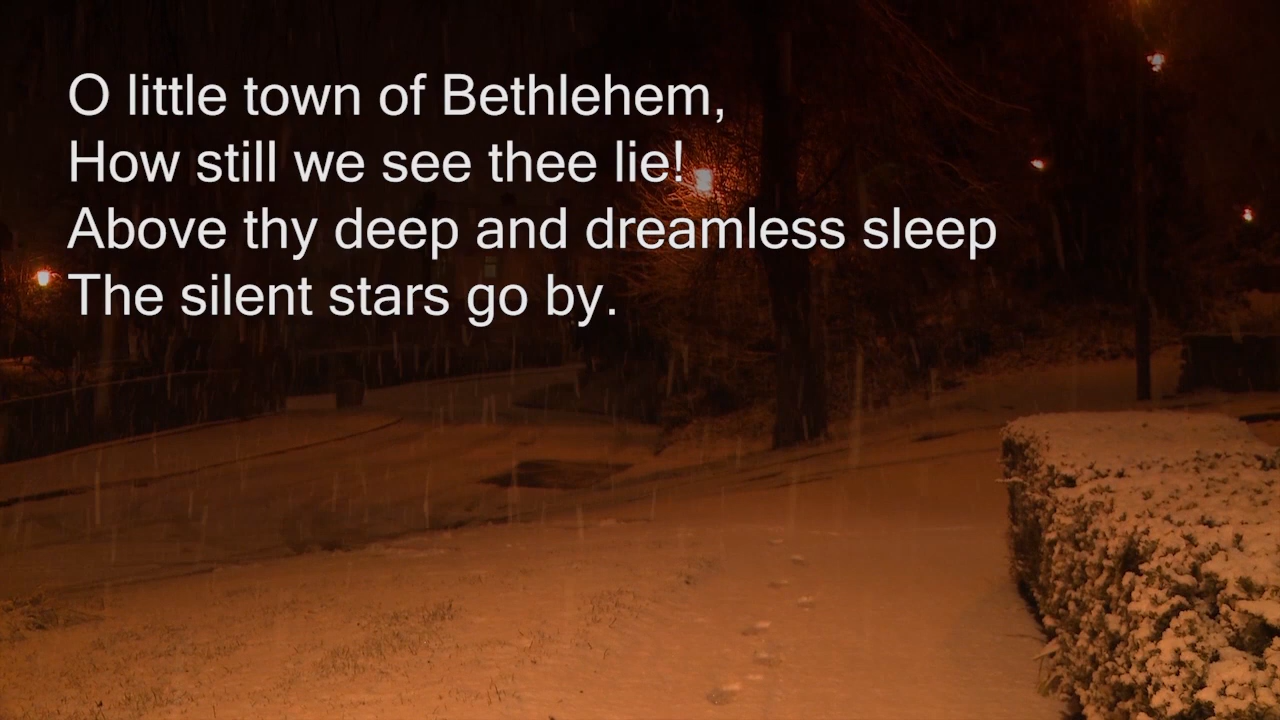 O little town of Bethlehem,
How still we see thee lie!
Above thy deep and dreamless sleep
The silent stars go by.